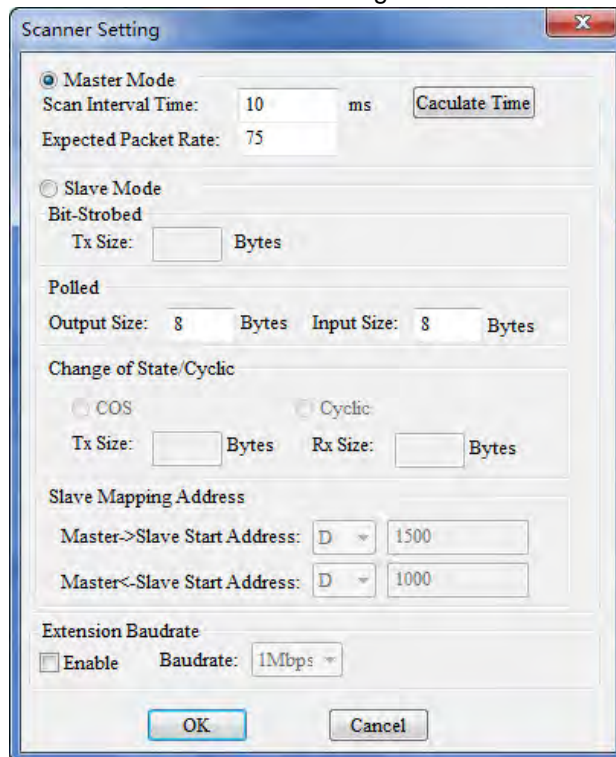 Scanner Setting
Master Mode
Scan Interval Time: 10 ms Caculate Time
Expected Packet Rate: 75
Slave Mode
Bit-Strobed
Tx Size: Bytes
Polled
Output Size: 8 Bytes Input Size: 8 Bytes
Change of State/Cyclic
COS Cyclic
Tx Size: Bytes Rx Size: Bytes
Slave Mapping Address
Master->Slave Start Address: D 1500
Master<-Slave Start Address: D 1000
Extension Baudrate
Enable Baudrate: 1Mbps
OK Cancel